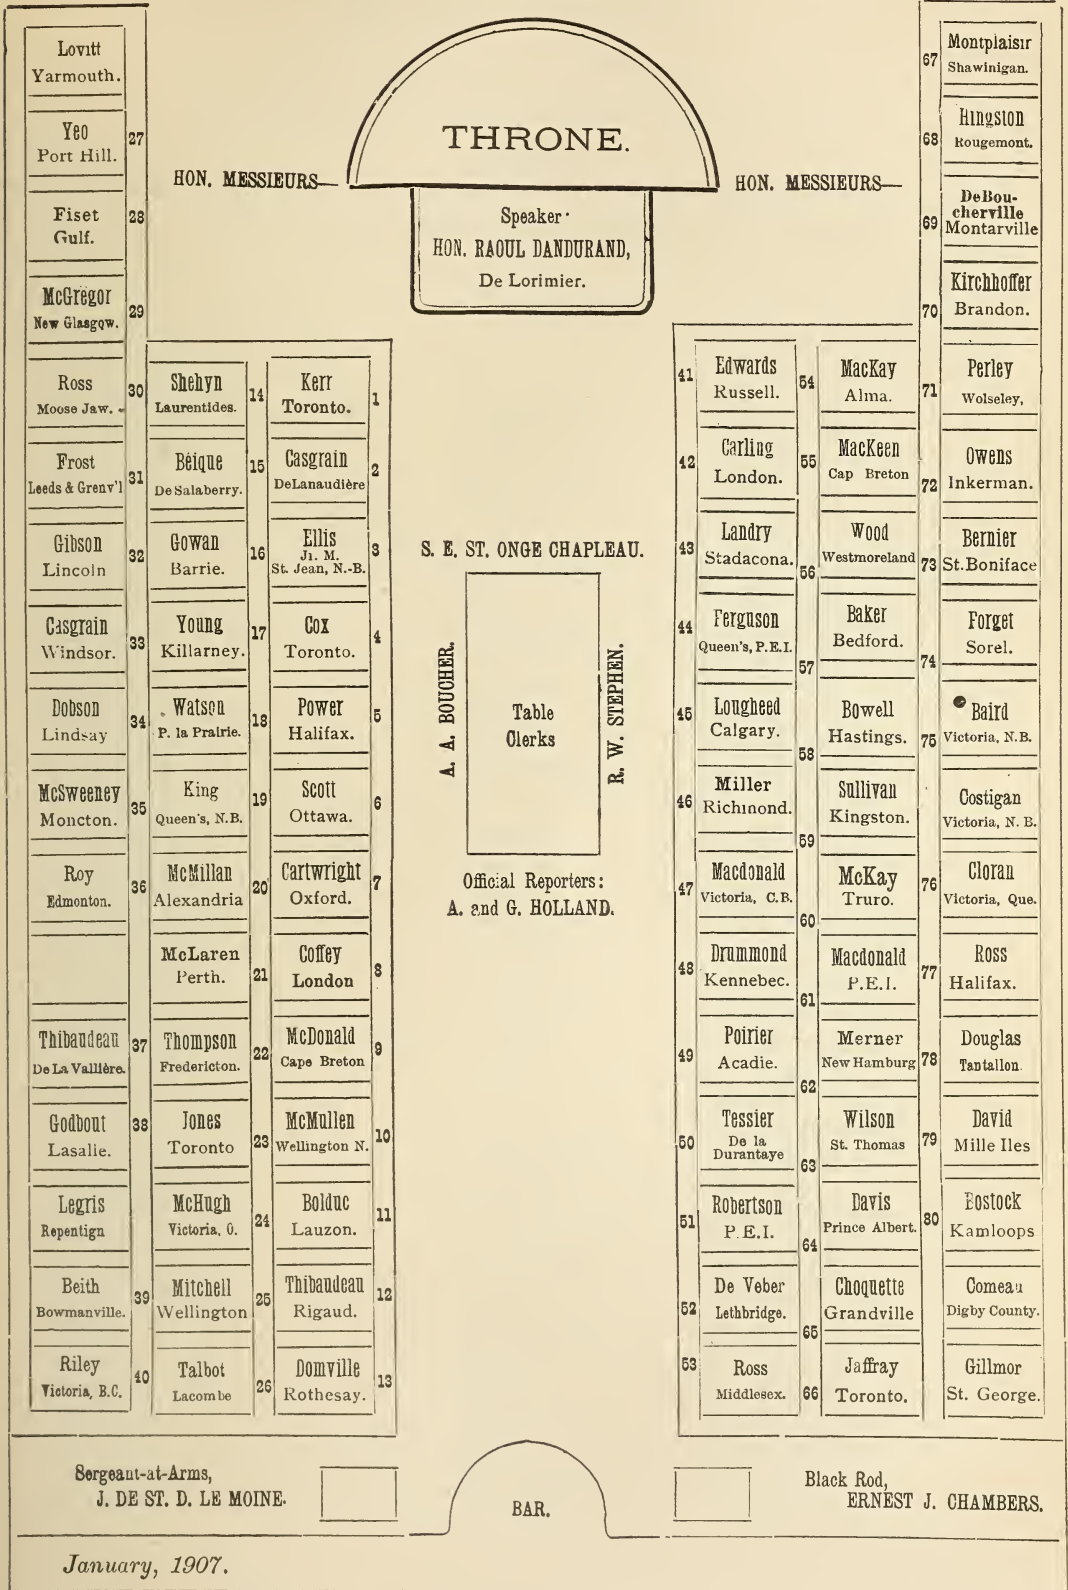 THRONE.
HON. MESSIEURS—
HON. MESSIEURS—
Speaker
HON. RAOUL DANDURAND,
De Lorimier.
Lovitt
Yarmouth.
Yeo
Port Hill.
27
Fiset
Gulf.
28
McGregor
New Glasgow.
29
Ross
Moose Jaw.
30
Frost
Leeds & Grenv'l
31
Gibson
Lincoln
32
Casgrain
Windsor.
33
Dobson
Lindsay
34
McSweeney
Moncton.
35
Roy
Edmonton.
36
Thibaudeau
De La Vallière.
37
Godbout
Lasalie.
38
Legris
Repentign
Beith
Bowmanville.
39
Riley
Victoria, B.C.
40
Shehyn
Laurentides.
14
Béique
De Salaberry.
15
Gowan
Barrie.
16
Young
Killarney.
17
Watson
P. la Prairie.
18
King
Queen's, N.B.
19
McMillan
Alexandria
20
McLaren
Perth.
21
Thompson
Fredericton.
22
Jones
Toronto
23
McHugh
Victoria, O.
24
Mitchell
Wellington
25
Talbot
Lacombe
26
Kerr
Toronto.
1
Casgrain
DeLanaudière
2
Ellis
J. M.
St. Jean, N.-B.
3
Cox
Toronto.
4
Power
Halifax.
5
Scott
Ottawa.
6
Cartwright
Oxford.
7
Coffey
London
8
McDonald
Cape Breton
9
McMullen
Wellington N.
10
Bolduc
Lauzon.
11
Thibaudeau
Rigaud.
12
Domville
Rothesay.
13
S. E. ST. ONGE CHAPLEAU.
A. A. BOUCHER.
Table
Clerks
R. W. STEPHEN.
Official Reporters:
A. and G. HOLLAND.
41
Edwards
Russell.
42
Carling
London.
43
Landry
Stadacona.
44
Ferguson
Queen's, P.E.I.
45
Lougheed
Calgary.
46
Miller
Richmond.
47
Macdonald
Victoria, C.B.
48
Drummond
Kennebec.
49
Poirier
Acadie.
50
Tessier
De la
Durantaye
51
Robertson
P.E.I.
52
De Veber
Lethbridge.
53
Ross
Middlesex.
54
MacKay
Alma.
55
MacKeen
Cap Breton
56
Wood
Westmoreland
57
Baker
Bedford.
58
Bowell
Hastings.
59
Sullivan
Kingston.
60
McKay
Truro.
61
Macdonald
P.E.I.
62
Merner
New Hamburg
63
Wilson
St. Thomas
64
Davis
Prince Albert.
65
Choquette
Grandville
66
Jaffray
Toronto.
67
Montplaisir
Shawinigan.
68
Hingston
Rougemont.
69
DeBou-
cherville
Montarville
70
Kirchhoffer
Brandon.
71
Perley
Wolseley,
72
Owens
Inkerman.
73
Bernier
St.Boniface
74
Forget
Sorel.
75
Baird
Victoria, N.B.
Costigan
Victoria, N. B.
76
Cloran
Victoria, Que.
77
Ross
Halifax.
78
Douglas
Tantallon.
79
David
Mille Iles
80
Bostock
Kamloops
Comeau
Digby County.
Gillmor
St. George.
Sergeant-at-Arms,
J. DE ST. D. LE MOINE.
BAR.
Black Rod,
ERNEST J. CHAMBERS.
January, 1907.